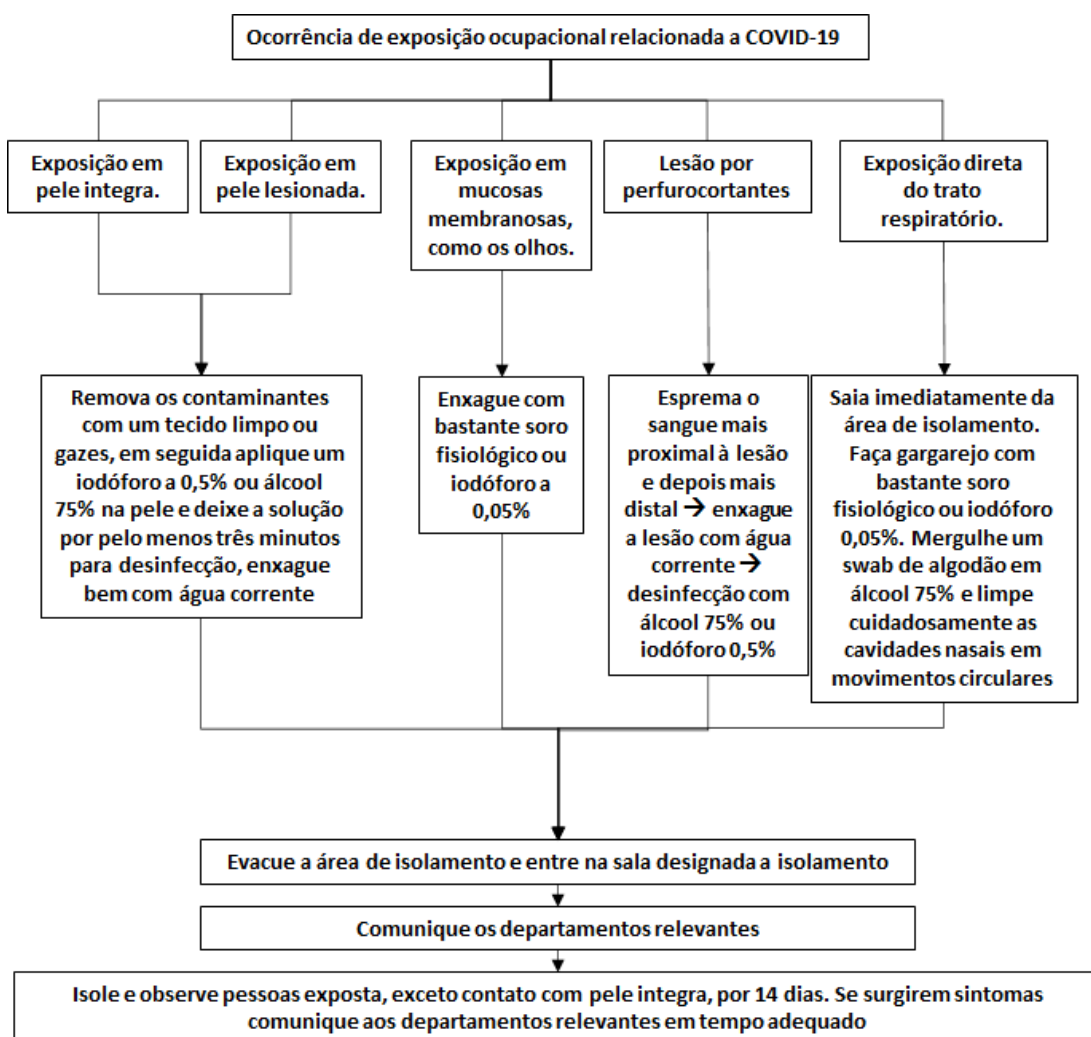 Ocorrência de exposição ocupacional relacionada a COVID-19
Exposição em
pele integra.
Exposição em
pele lesionada.
Exposição em
mucosas
membranosas,
como os olhos.
Lesão por
perfurocortantes
Exposição direta
do trato
respiratório.
Remova os contaminantes
com um tecido limpo ou
gazes, em seguida aplique um
iodóforo a 0,5% ou álcool
75% na pele e deixe a solução
por pelo menos três minutos
para desinfecção, enxague
bem com água corrente
Enxague com
bastante soro
fisiológico ou
iodóforo a
0,05%
Esprema o
sangue mais
proximal à lesão
e depois mais
distal → enxague
a lesão com água
corrente →
desinfecção com
álcool 75% ou
iodóforo 0,5%
Saia imediatamente da
área de isolamento.
Faça gargarejo com
bastante soro
fisiológico ou iodóforo
0,05%. Mergulhe um
swab de algodão em
álcool 75% e limpe
cuidadosamente as
cavidades nasais em
movimentos circulares
Evacue a área de isolamento e entre na sala designada a isolamento
Comunique os departamentos relevantes
Isole e observe pessoas exposta, exceto contato com pele integra, por 14 dias. Se surgirem sintomas
comunique aos departamentos relevantes em tempo adequado